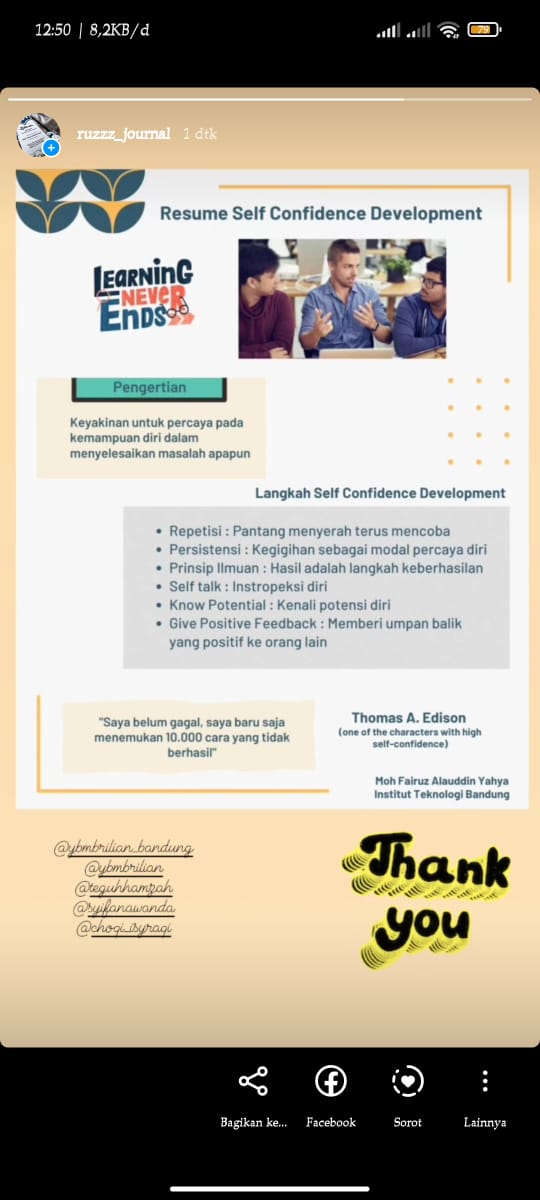 12:50 | 8,2KB/d
79
ruzzz_journal 1 dtk
Resume Self Confidence Development
LEARNING
NEVER
ENDS
Pengertian
Keyakinan untuk percaya pada
kemampuan diri dalam
menyelesaikan masalah apapun
Langkah Self Confidence Development
• Repetisi : Pantang menyerah terus mencoba
• Persistensi : Kegigihan sebagai modal percaya diri
• Prinsip Ilmuan : Hasil adalah langkah keberhasilan
• Self talk : Instropeksi diri
• Know Potential : Kenali potensi diri
• Give Positive Feedback : Memberi umpan balik
yang positif ke orang lain
"Saya belum gagal, saya baru saja
menemukan 10.000 cara yang tidak
berhasil"
Thomas A. Edison
(one of the characters with high
self-confidence)
Moh Fairuz Alauddin Yahya
Institut Teknologi Bandung
@ybmbrilian_bandung
@ybmbrilian
@teguhhamzah
@syifanawanda
@choqi_isyraqi
Thank
you
Bagikan ke...
Facebook
Sorot
Lainnya